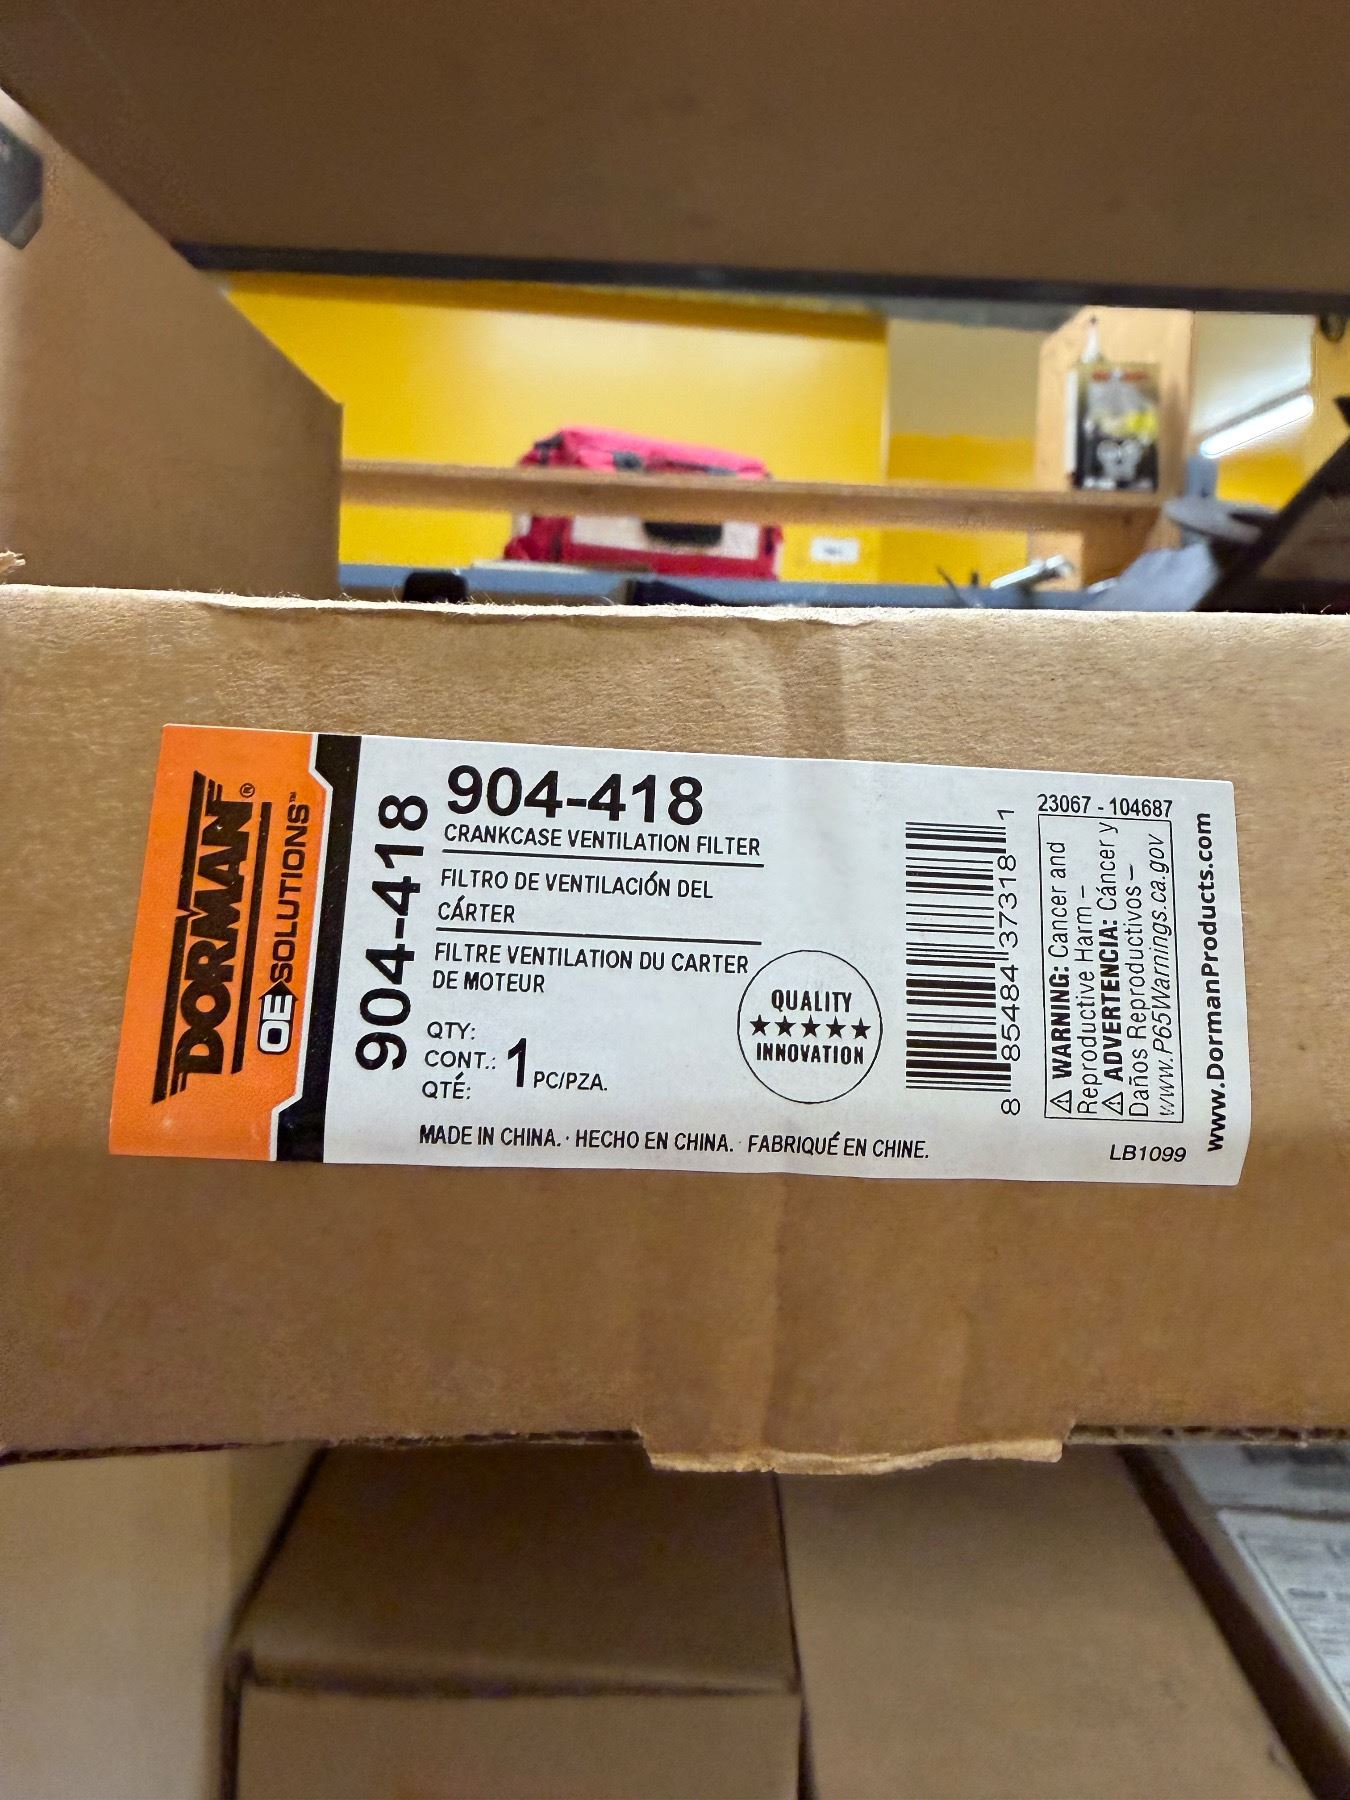 DORMAN®
OE SOLUTIONS™
904-418
904-418
CRANKCASE VENTILATION FILTER
FILTRO DE VENTILACIÓN DEL
CÁRTER
FILTRE VENTILATION DU CARTER
DE MOTEUR
QTY:
CONT.: 1 PC/PZA.
QTÉ:
QUALITY
★★★★★
INNOVATION
MADE IN CHINA. · HECHO EN CHINA. · FABRIQUÉ EN CHINE.
8 85484 37318 1
23067 - 104687
⚠ WARNING: Cancer and
Reproductive Harm –
⚠ ADVERTENCIA: Cáncer y
Daños Reproductivos –
www.P65Warnings.ca.gov
LB1099
www.DormanProducts.com